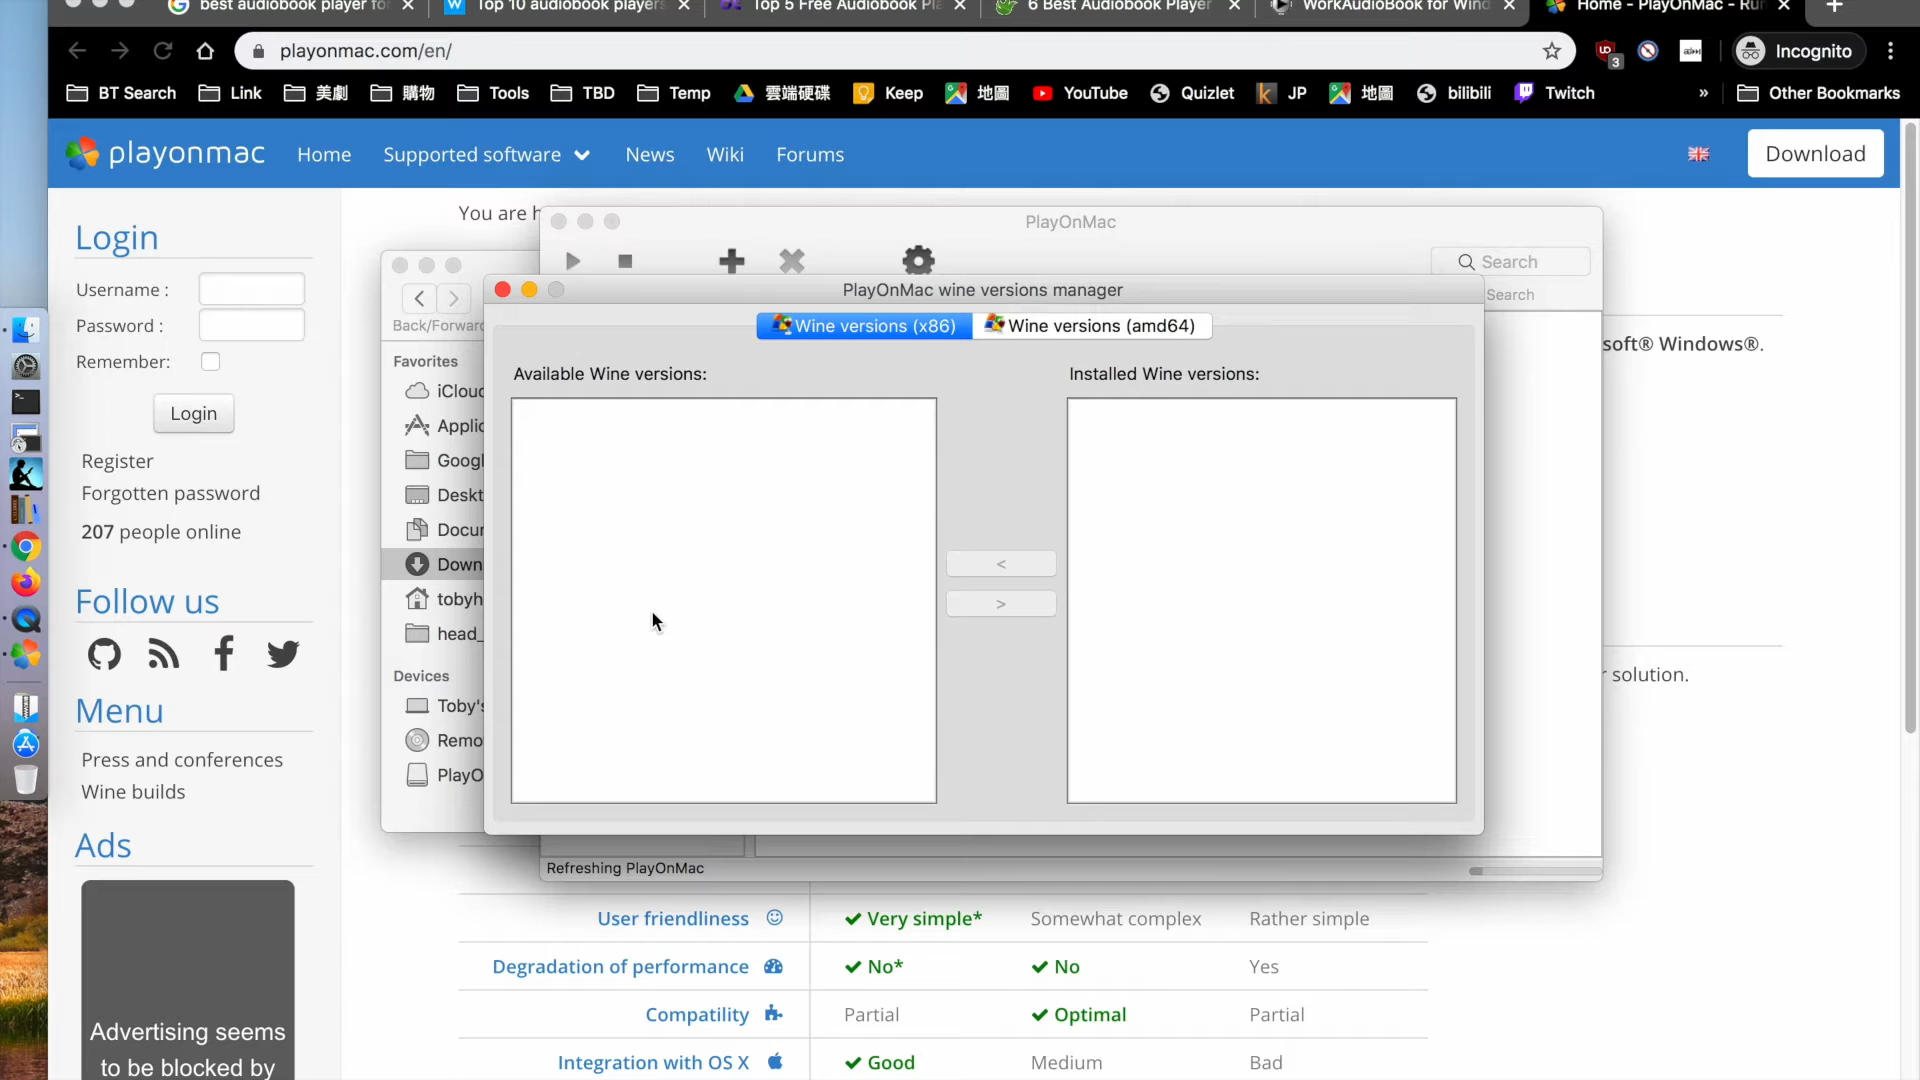 best audiobook player for
Top 10 audiobook players
Top 5 Free Audiobook Pla
6 Best Audiobook Player
WorkAudioBook for Wind
Home - PlayOnMac - Run
playonmac.com/en/
3
Incognito
BT Search
Link
美劇
購物
Tools
TBD
Temp
雲端硬碟
Keep
地圖
YouTube
Quizlet
JP
地圖
bilibili
Twitch
»
Other Bookmarks
playonmac
Home
Supported software
News
Wiki
Forums
Download
Login
Username :
Password :
Remember:
Login
Register
Forgotten password
207 people online
Follow us
Menu
Press and conferences
Wine builds
Ads
Advertising seems
to be blocked by
You are h
PlayOnMac
Search
Search
Back/Forward
Favorites
iCloud
Applic
Googl
Deskt
Docum
Down
tobyh
head_
Devices
Toby's
Remo
PlayO
PlayOnMac wine versions manager
Wine versions (x86)
Wine versions (amd64)
Available Wine versions:
Installed Wine versions:
<
>
soft® Windows®.
r solution.
Refreshing PlayOnMac
User friendliness
Very simple*
Somewhat complex
Rather simple
Degradation of performance
No*
No
Yes
Compatibility
Partial
Optimal
Partial
Integration with OS X
Good
Medium
Bad